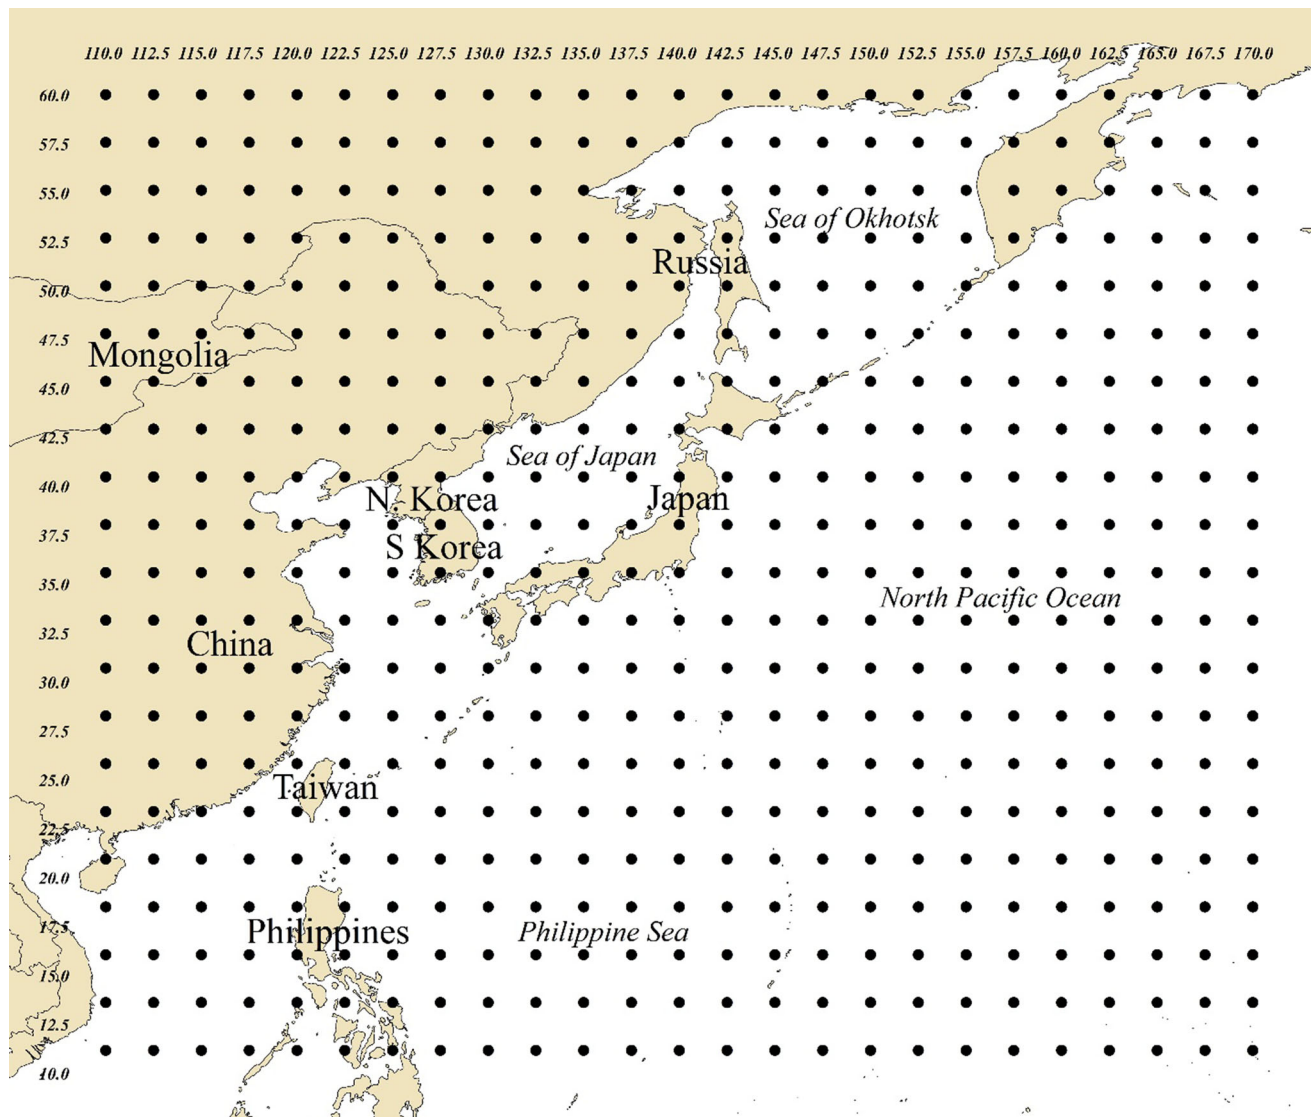 110.0 112.5 115.0 117.5 120.0 122.5 125.0 127.5 130.0 132.5 135.0 137.5 140.0 142.5 145.0 147.5 150.0 152.5 155.0 157.5 160.0 162.5 165.0 167.5 170.0
60.0
57.5
55.0
Sea of Okhotsk
52.5
Russia
50.0
47.5
Mongolia
45.0
42.5
Sea of Japan
40.0
N. Korea
Japan
37.5
S Korea
35.0
North Pacific Ocean
32.5
China
30.0
27.5
25.0
Taiwan
22.5
20.0
17.5
Philippines
Philippine Sea
15.0
12.5
10.0